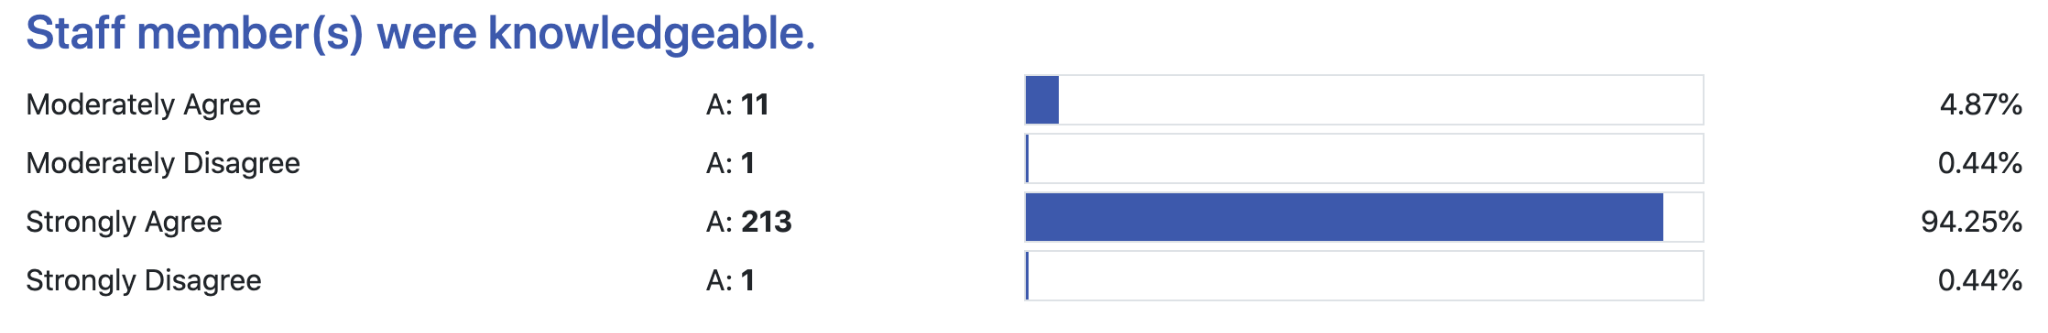 Staff member(s) were knowledgeable.
Moderately Agree A: 11 4.87%
Moderately Disagree A: 1 0.44%
Strongly Agree A: 213 94.25%
Strongly Disagree A: 1 0.44%